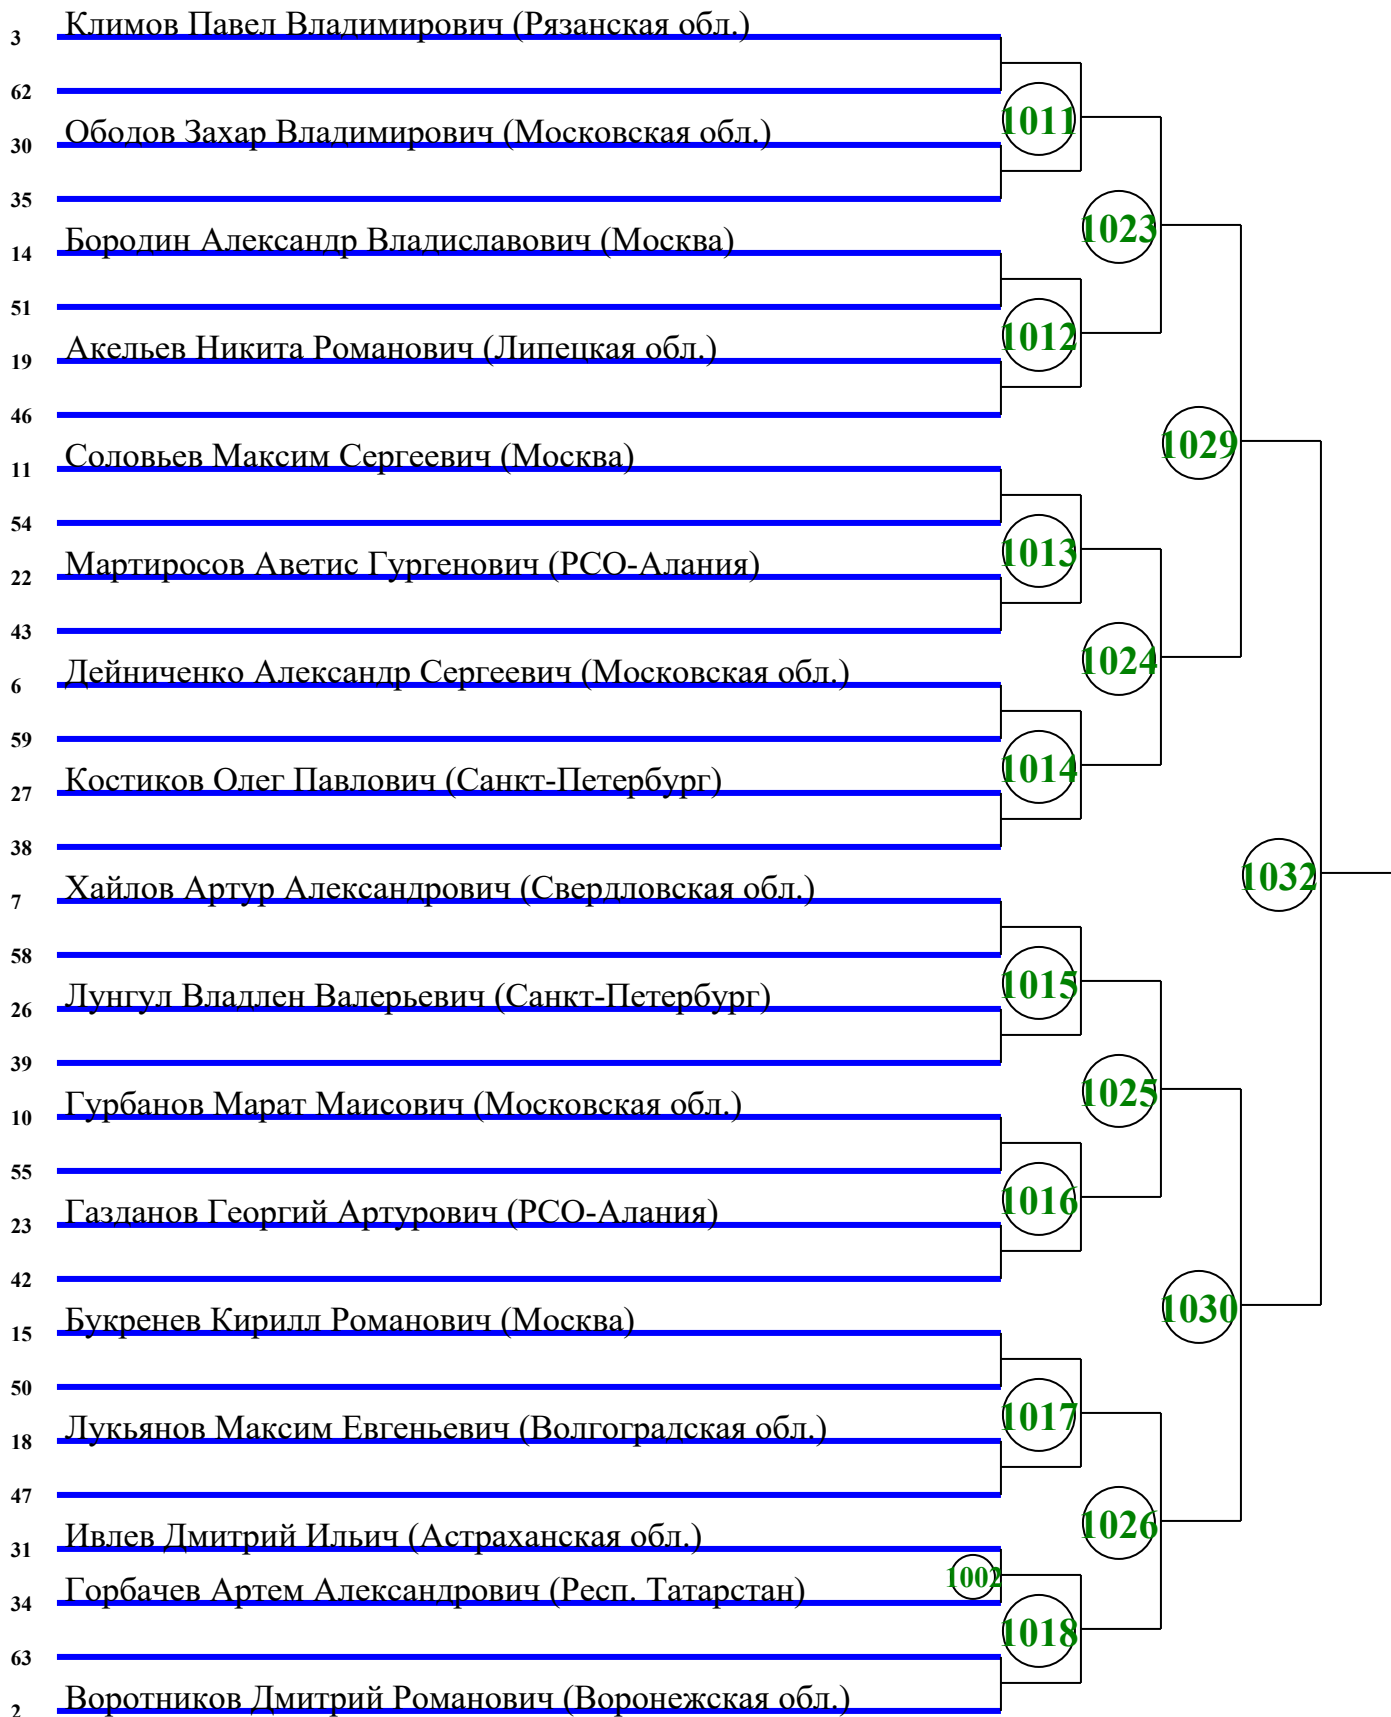 3 Климов Павел Владимирович (Рязанская обл.)
62
1011
30 Ободов Захар Владимирович (Московская обл.)
35
1023
14 Бородин Александр Владиславович (Москва)
51
1012
19 Акельев Никита Романович (Липецкая обл.)
46
1029
11 Соловьев Максим Сергеевич (Москва)
54
1013
22 Мартиросов Аветис Гургенович (РСО-Алания)
43
1024
6 Дейниченко Александр Сергеевич (Московская обл.)
59
1014
27 Костиков Олег Павлович (Санкт-Петербург)
38
1032
7 Хайлов Артур Александрович (Свердловская обл.)
58
1015
26 Лунгул Владлен Валерьевич (Санкт-Петербург)
39
1025
10 Гурбанов Марат Маисович (Московская обл.)
55
1016
23 Газданов Георгий Артурович (РСО-Алания)
42
1030
15 Букренев Кирилл Романович (Москва)
50
1017
18 Лукьянов Максим Евгеньевич (Волгоградская обл.)
47
1026
31 Ивлев Дмитрий Ильич (Астраханская обл.)
1002
34 Горбачев Артем Александрович (Респ. Татарстан)
1018
63
2 Воротников Дмитрий Романович (Воронежская обл.)